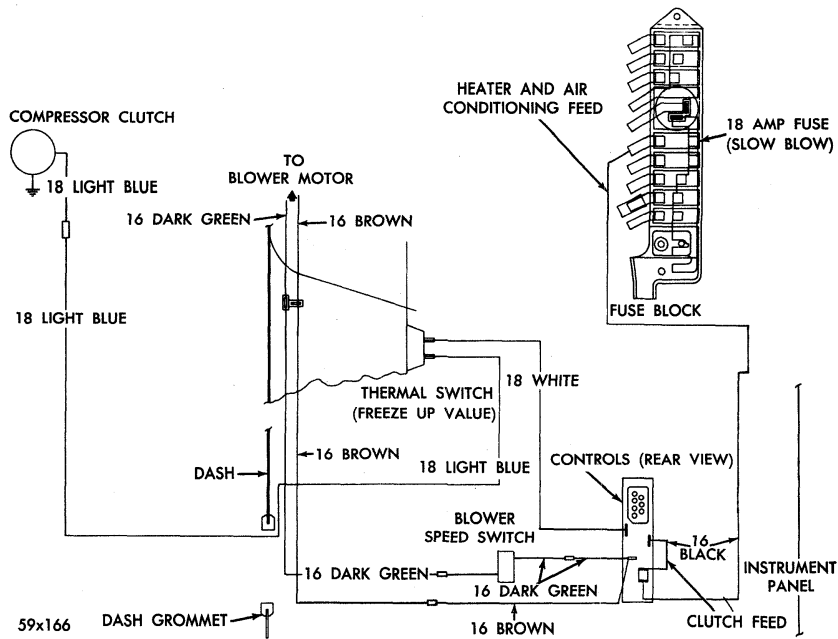 HEATER AND AIR
CONDITIONING FEED
COMPRESSOR CLUTCH
18 AMP FUSE
(SLOW BLOW)
TO
BLOWER MOTOR
18 LIGHT BLUE
16 DARK GREEN
16 BROWN
18 LIGHT BLUE
FUSE BLOCK
18 WHITE
THERMAL SWITCH
(FREEZE UP VALUE)
16 BROWN
18 LIGHT BLUE
CONTROLS (REAR VIEW)
DASH
BLOWER
SPEED SWITCH
16
BLACK
INSTRUMENT
PANEL
16 DARK GREEN
16 DARK GREEN
CLUTCH FEED
59x166
DASH GROMMET
16 BROWN